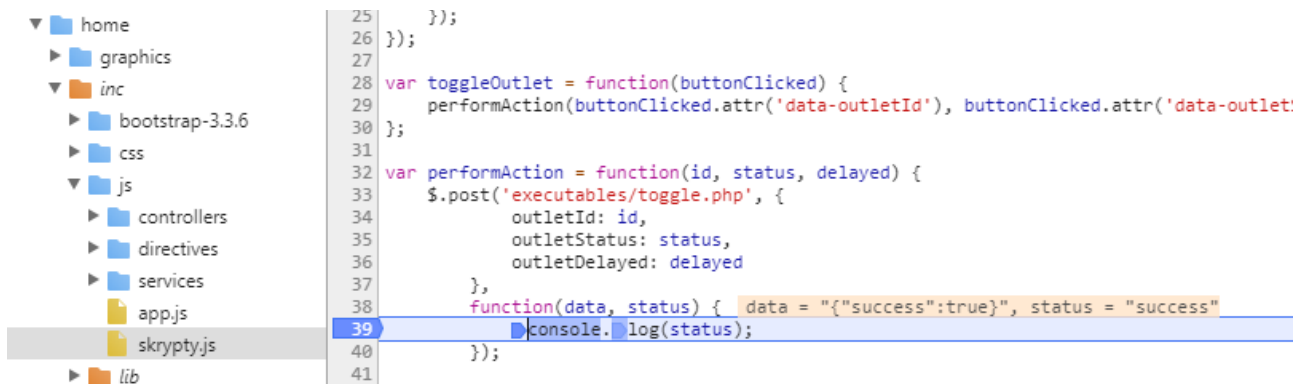 home
graphics
inc
bootstrap-3.3.6
css
js
controllers
directives
services
app.js
skrypty.js
lib
25 });
26 });
27
28 var toggleOutlet = function(buttonClicked) {
29 performAction(buttonClicked.attr('data-outletId'), buttonClicked.attr('data-outlet
30 };
31
32 var performAction = function(id, status, delayed) {
33 $.post('executables/toggle.php', {
34 outletId: id,
35 outletStatus: status,
36 outletDelayed: delayed
37 },
38 function(data, status) { data = "{"success":true}", status = "success"
39 console.log(status);
40 });
41